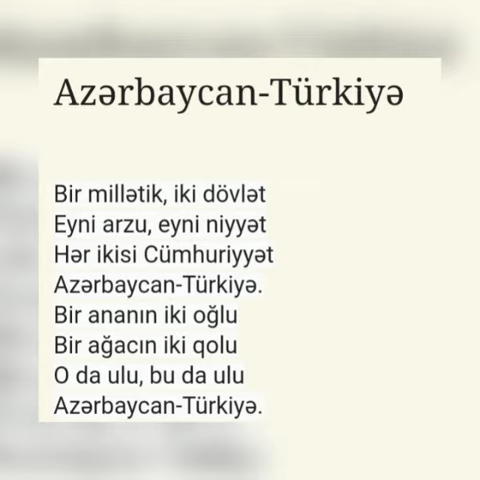 Azərbaycan-Türkiyə
Bir millətik, iki dövlət
Eyni arzu, eyni niyyət
Hər ikisi Cümhuriyyət
Azərbaycan-Türkiyə.
Bir ananın iki oğlu
Bir ağacın iki qolu
O da ulu, bu da ulu
Azərbaycan-Türkiyə.